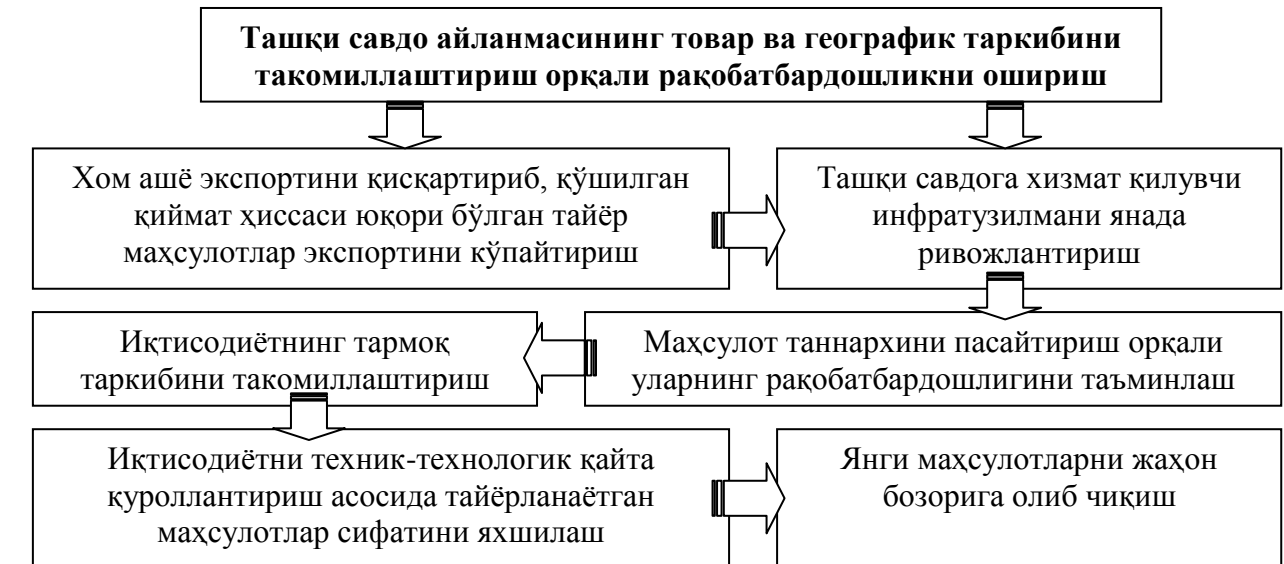 Ташқи савдо айланмасининг товар ва географик таркибини
такомиллаштириш орқали рақобатбардошликни ошириш
Хом ашё экспортини қисқартириб, қўшилган
қиймат ҳиссаси юқори бўлган тайёр
маҳсулотлар экспортини кўпайтириш
Ташқи савдога хизмат қилувчи
инфратузилмани янада
ривожлантириш
Иқтисодиётнинг тармоқ
таркибини такомиллаштириш
Маҳсулот таннархини пасайтириш орқали
уларнинг рақобатбардошлигини таъминлаш
Иқтисодиётни техник-технологик қайта
қуроллантириш асосида тайёрланаётган
маҳсулотлар сифатини яхшилаш
Янги маҳсулотларни жаҳон
бозорига олиб чиқиш